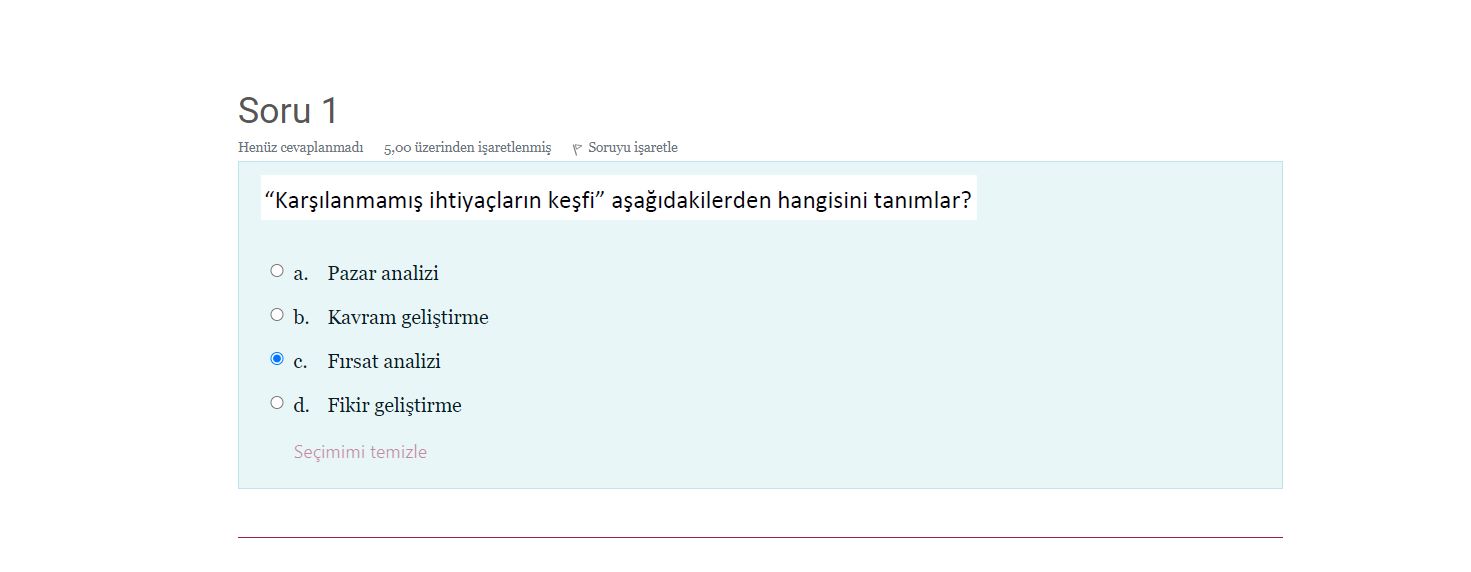 Soru 1
Henüz cevaplanmadı 5,00 üzerinden işaretlenmiş Soruyu işaretle
“Karşılanmamış ihtiyaçların keşfi” aşağıdakilerden hangisini tanımlar?
a. Pazar analizi
b. Kavram geliştirme
c. Fırsat analizi
d. Fikir geliştirme
Seçimimi temizle